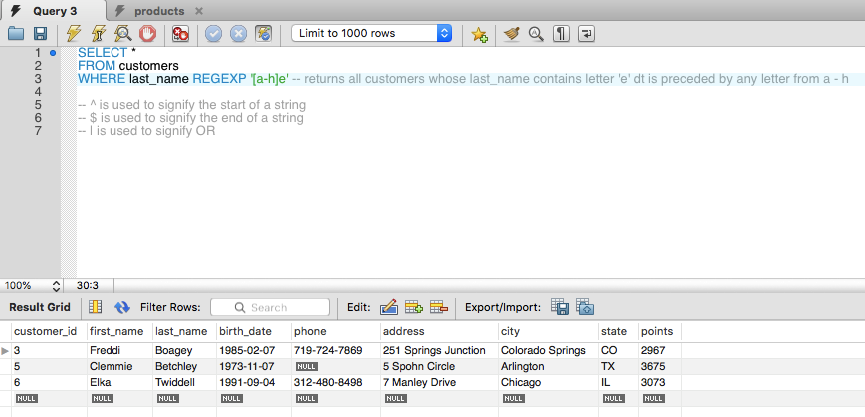 Query 3 products
Limit to 1000 rows
1 SELECT *
2 FROM customers
3 WHERE last_name REGEXP '[a-h]e' -- returns all customers whose last_name contains letter 'e' dt is preceded by any letter from a - h
4
5 -- ^ is used to signify the start of a string
6 -- $ is used to signify the end of a string
7 -- | is used to signify OR
100% 30:3
Result Grid Filter Rows: Search Edit: Export/Import:
customer_id first_name last_name birth_date phone address city state points
3 Freddi Boagey 1985-02-07 719-724-7869 251 Springs Junction Colorado Springs CO 2967
5 Clemmie Betchley 1973-11-07 NULL 5 Spohn Circle Arlington TX 3675
6 Elka Twiddell 1991-09-04 312-480-8498 7 Manley Drive Chicago IL 3073
NULL NULL NULL NULL NULL NULL NULL NULL NULL